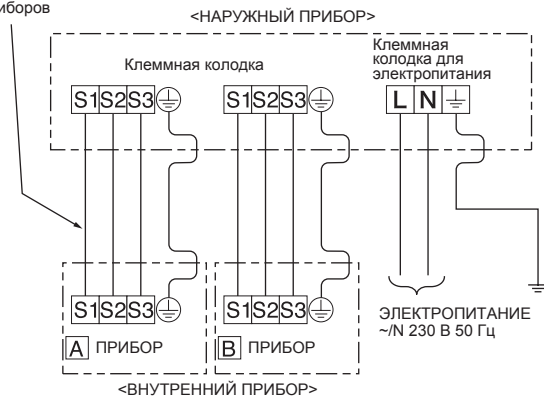 <НАРУЖНЫЙ ПРИБОР>
Клеммная колодка
Клеммная
колодка для
электропитания
S1 S2 S3
S1 S2 S3
L N
S1 S2 S3
S1 S2 S3
A ПРИБОР
B ПРИБОР
ЭЛЕКТРОПИТАНИЕ
~/N 230 В 50 Гц
<ВНУТРЕННИЙ ПРИБОР>